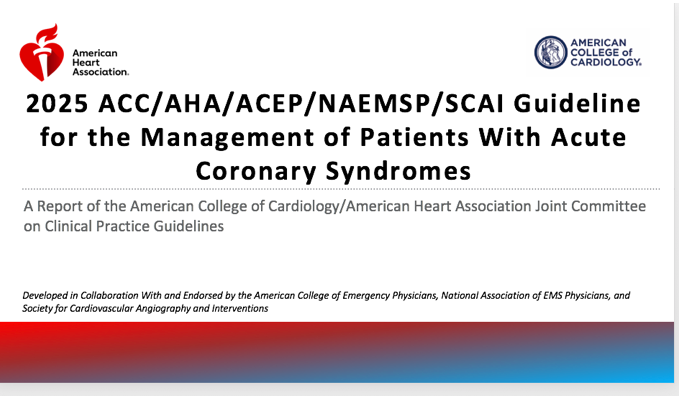 American
Heart
Association.
AMERICAN
COLLEGE of
CARDIOLOGY.
2025 ACC/AHA/ACEP/NAEMSP/SCAI Guideline
for the Management of Patients With Acute
Coronary Syndromes
A Report of the American College of Cardiology/American Heart Association Joint Committee
on Clinical Practice Guidelines
Developed in Collaboration With and Endorsed by the American College of Emergency Physicians, National Association of EMS Physicians, and
Society for Cardiovascular Angiography and Interventions